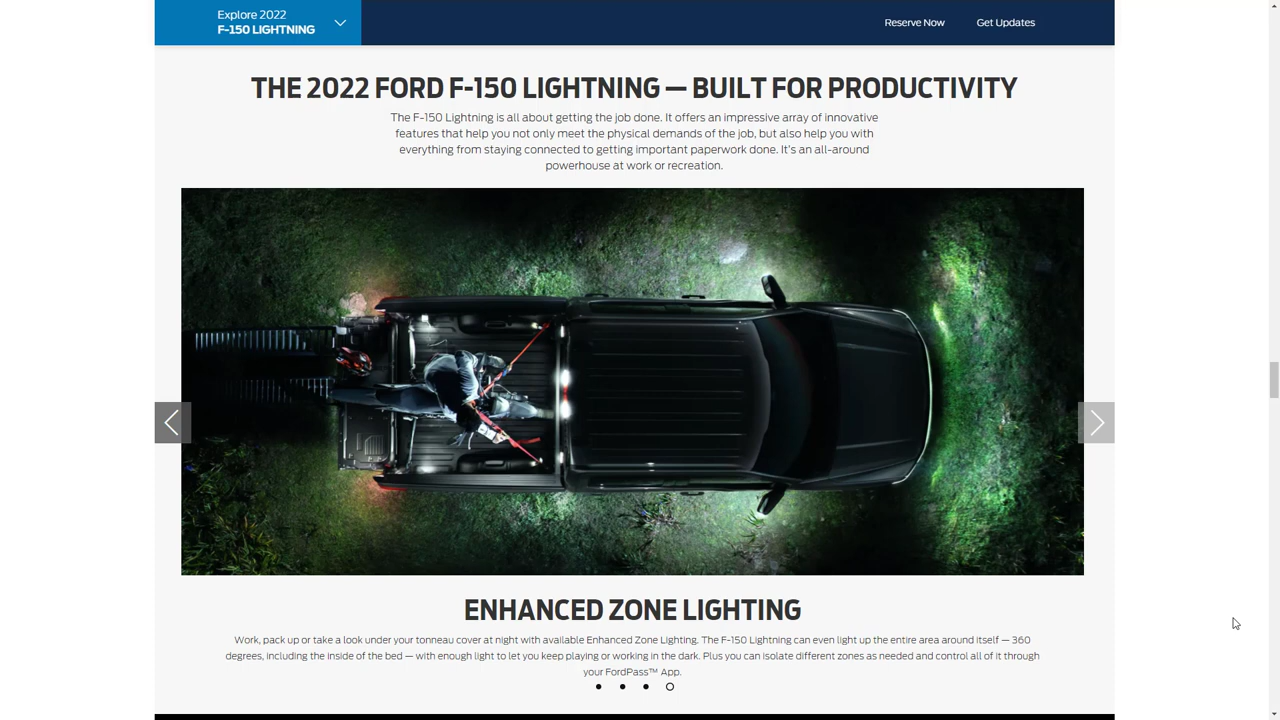 Explore 2022
F-150 LIGHTNING
Reserve Now
Get Updates
THE 2022 FORD F-150 LIGHTNING — BUILT FOR PRODUCTIVITY
The F-150 Lightning is all about getting the job done. It offers an impressive array of innovative
features that help you not only meet the physical demands of the job, but also help you with
everything from staying connected to getting important paperwork done. It's an all-around
powerhouse at work or recreation.
ENHANCED ZONE LIGHTING
Work, pack up or take a look under your tonneau cover at night with available Enhanced Zone Lighting. The F-150 Lightning can even light up the entire area around itself — 360
degrees, including the inside of the bed — with enough light to let you keep playing or working in the dark. Plus you can isolate different zones as needed and control all of it through
your FordPass™ App.